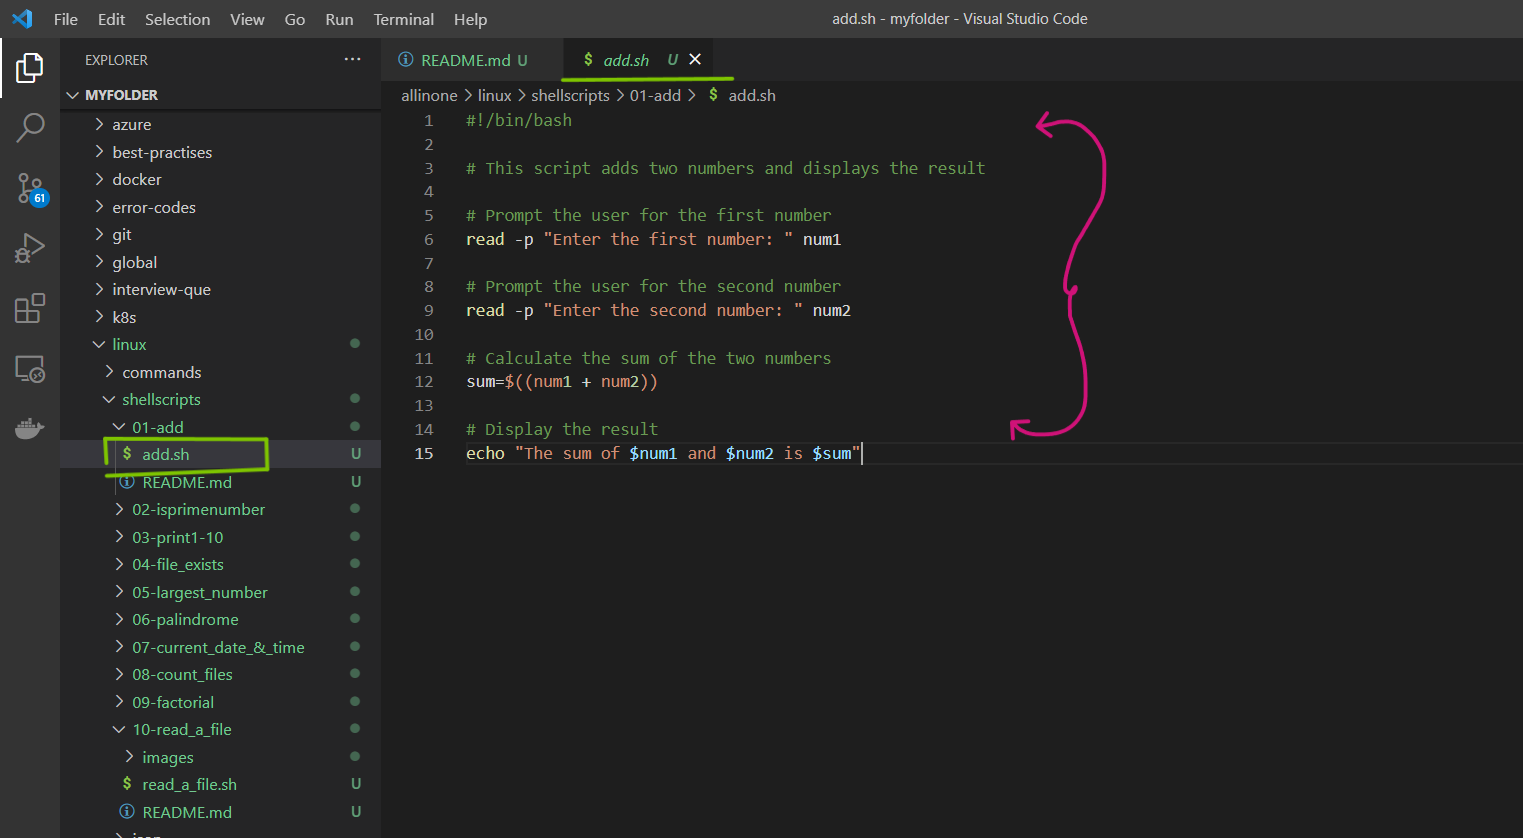 File Edit Selection View Go Run Terminal Help
add.sh - myfolder - Visual Studio Code
EXPLORER
MYFOLDER
azure
best-practises
docker
error-codes
git
global
interview-que
k8s
linux
commands
shellscripts
01-add
$ add.sh U
README.md U
02-isprimenumber
03-print1-10
04-file_exists
05-largest_number
06-palindrome
07-current_date_&_time
08-count_files
09-factorial
10-read_a_file
images
$ read_a_file.sh U
README.md U
61
README.md U
$ add.sh U
allinone > linux > shellscripts > 01-add > $ add.sh
1 #!/bin/bash
2
3 # This script adds two numbers and displays the result
4
5 # Prompt the user for the first number
6 read -p "Enter the first number: " num1
7
8 # Prompt the user for the second number
9 read -p "Enter the second number: " num2
10
11 # Calculate the sum of the two numbers
12 sum=$((num1 + num2))
13
14 # Display the result
15 echo "The sum of $num1 and $num2 is $sum"